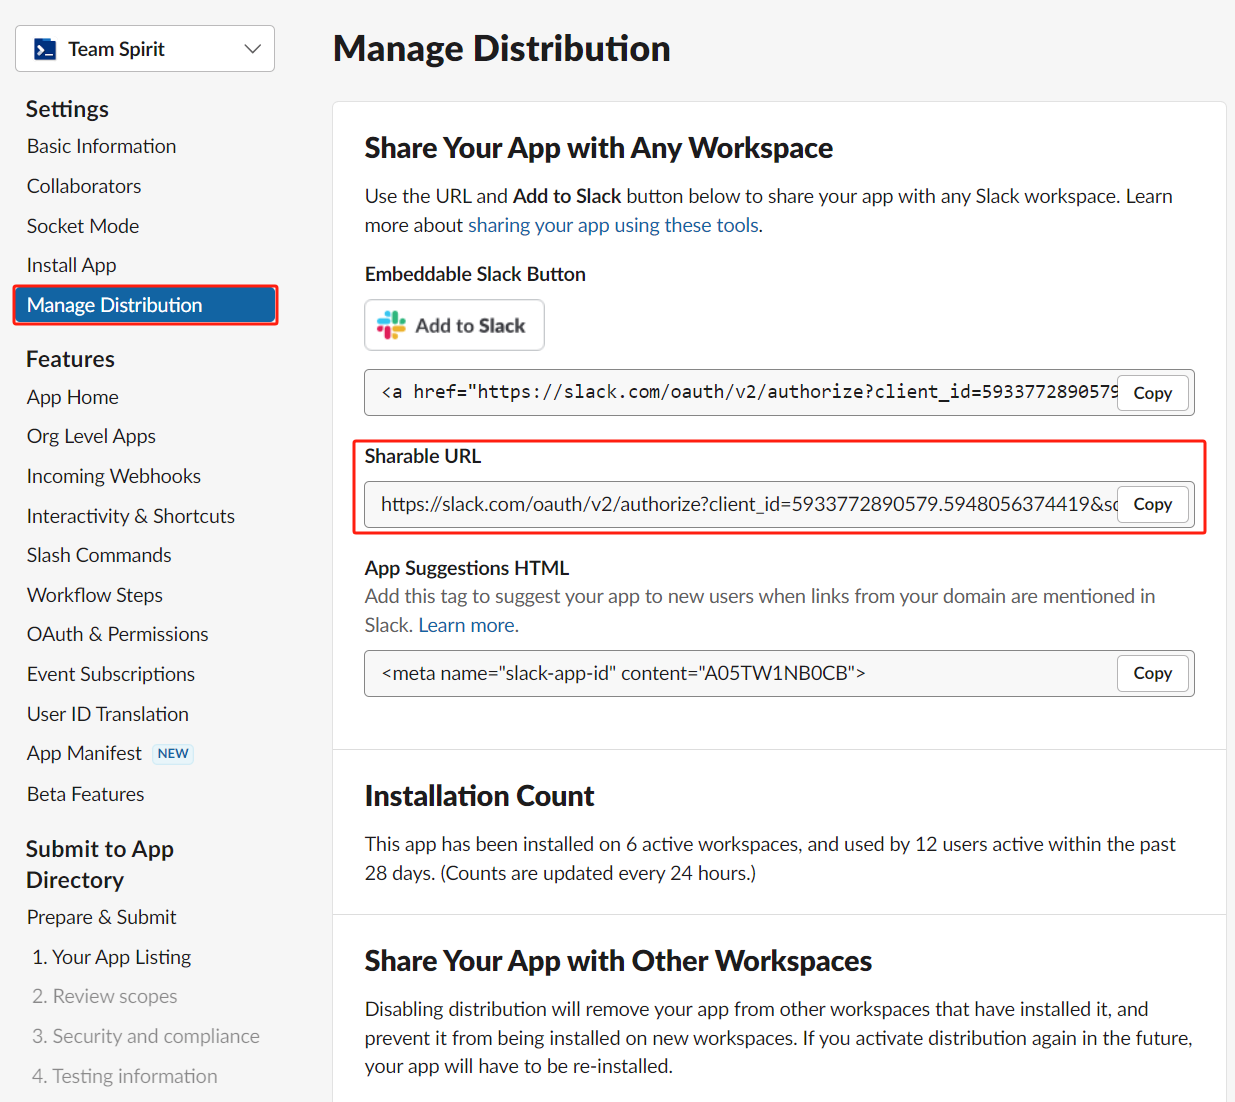 Team Spirit
Settings
Basic Information
Collaborators
Socket Mode
Install App
Manage Distribution
Features
App Home
Org Level Apps
Incoming Webhooks
Interactivity & Shortcuts
Slash Commands
Workflow Steps
OAuth & Permissions
Event Subscriptions
User ID Translation
App Manifest NEW
Beta Features
Submit to App
Directory
Prepare & Submit
1. Your App Listing
2. Review scopes
3. Security and compliance
4. Testing information
Manage Distribution
Share Your App with Any Workspace
Use the URL and Add to Slack button below to share your app with any Slack workspace. Learn
more about sharing your app using these tools.
Embeddable Slack Button
Add to Slack
<a href="https://slack.com/oauth/v2/authorize?client_id=5933772890579 Copy
Sharable URL
https://slack.com/oauth/v2/authorize?client_id=5933772890579.5948056374419&sc Copy
App Suggestions HTML
Add this tag to suggest your app to new users when links from your domain are mentioned in
Slack. Learn more.
<meta name="slack-app-id" content="A05TW1NB0CB"> Copy
Installation Count
This app has been installed on 6 active workspaces, and used by 12 users active within the past
28 days. (Counts are updated every 24 hours.)
Share Your App with Other Workspaces
Disabling distribution will remove your app from other workspaces that have installed it, and
prevent it from being installed on new workspaces. If you activate distribution again in the future,
your app will have to be re-installed.